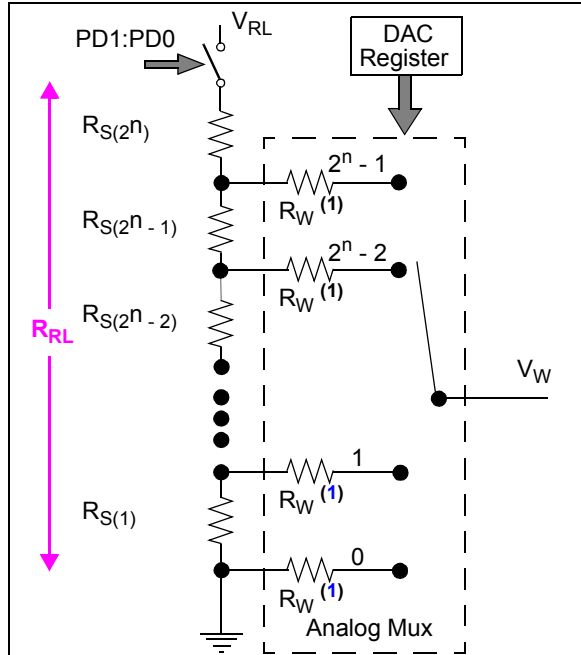 V_RL
PD1:PD0
DAC
Register
R_S(2^n)
2^n - 1
R_W (1)
R_S(2^n - 1)
2^n - 2
R_W (1)
R_S(2^n - 2)
R_RL
V_W
1
R_W (1)
R_S(1)
0
R_W (1)
Analog Mux